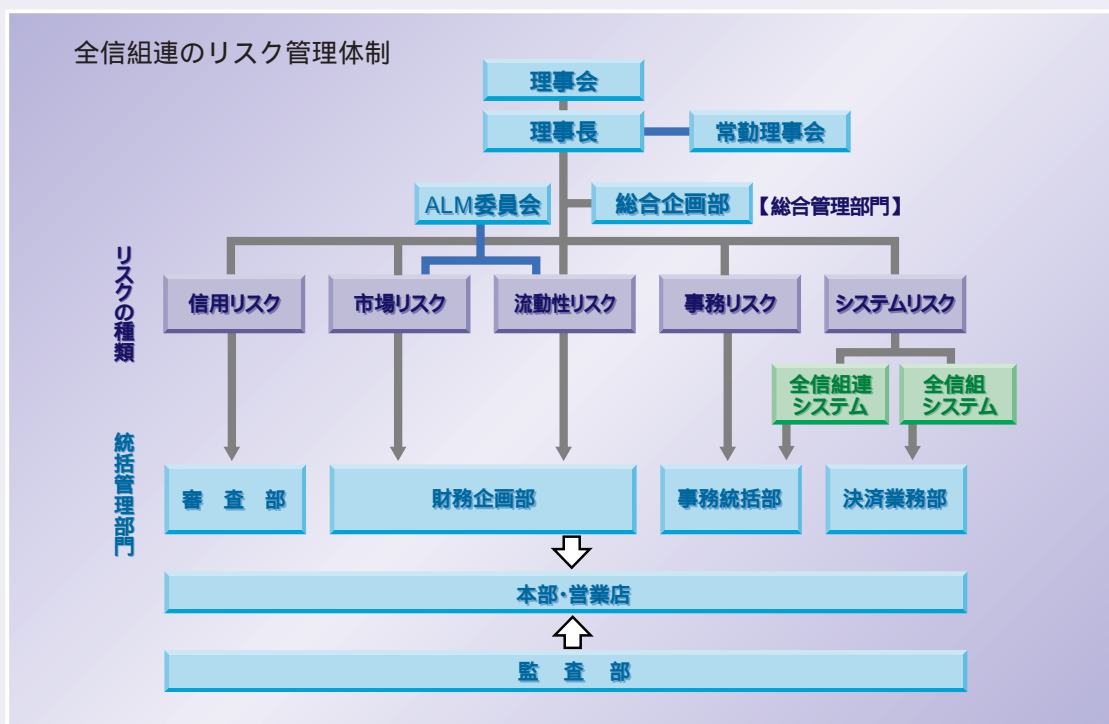 全信組連のリスク管理体制
理事会
理事長
常勤理事会
ALM委員会
総合企画部
【総合管理部門】
リスクの種類
信用リスク
市場リスク
流動性リスク
事務リスク
システムリスク
全信組連
システム
全信組
システム
統括管理部門
審 査 部
財務企画部
事務統括部
決済業務部
本部・営業店
監 査 部